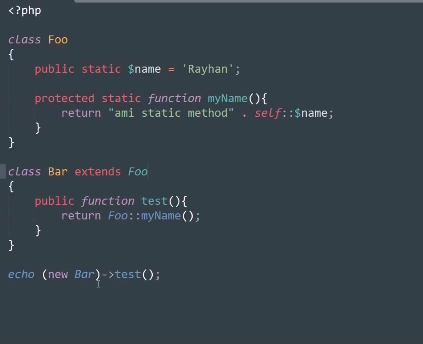 <?php
class Foo
{
public static $name = 'Rayhan';
protected static function myName(){
return "ami static method" . self::$name;
}
}
class Bar extends Foo
{
public function test(){
return Foo::myName();
}
}
echo (new Bar)->test();